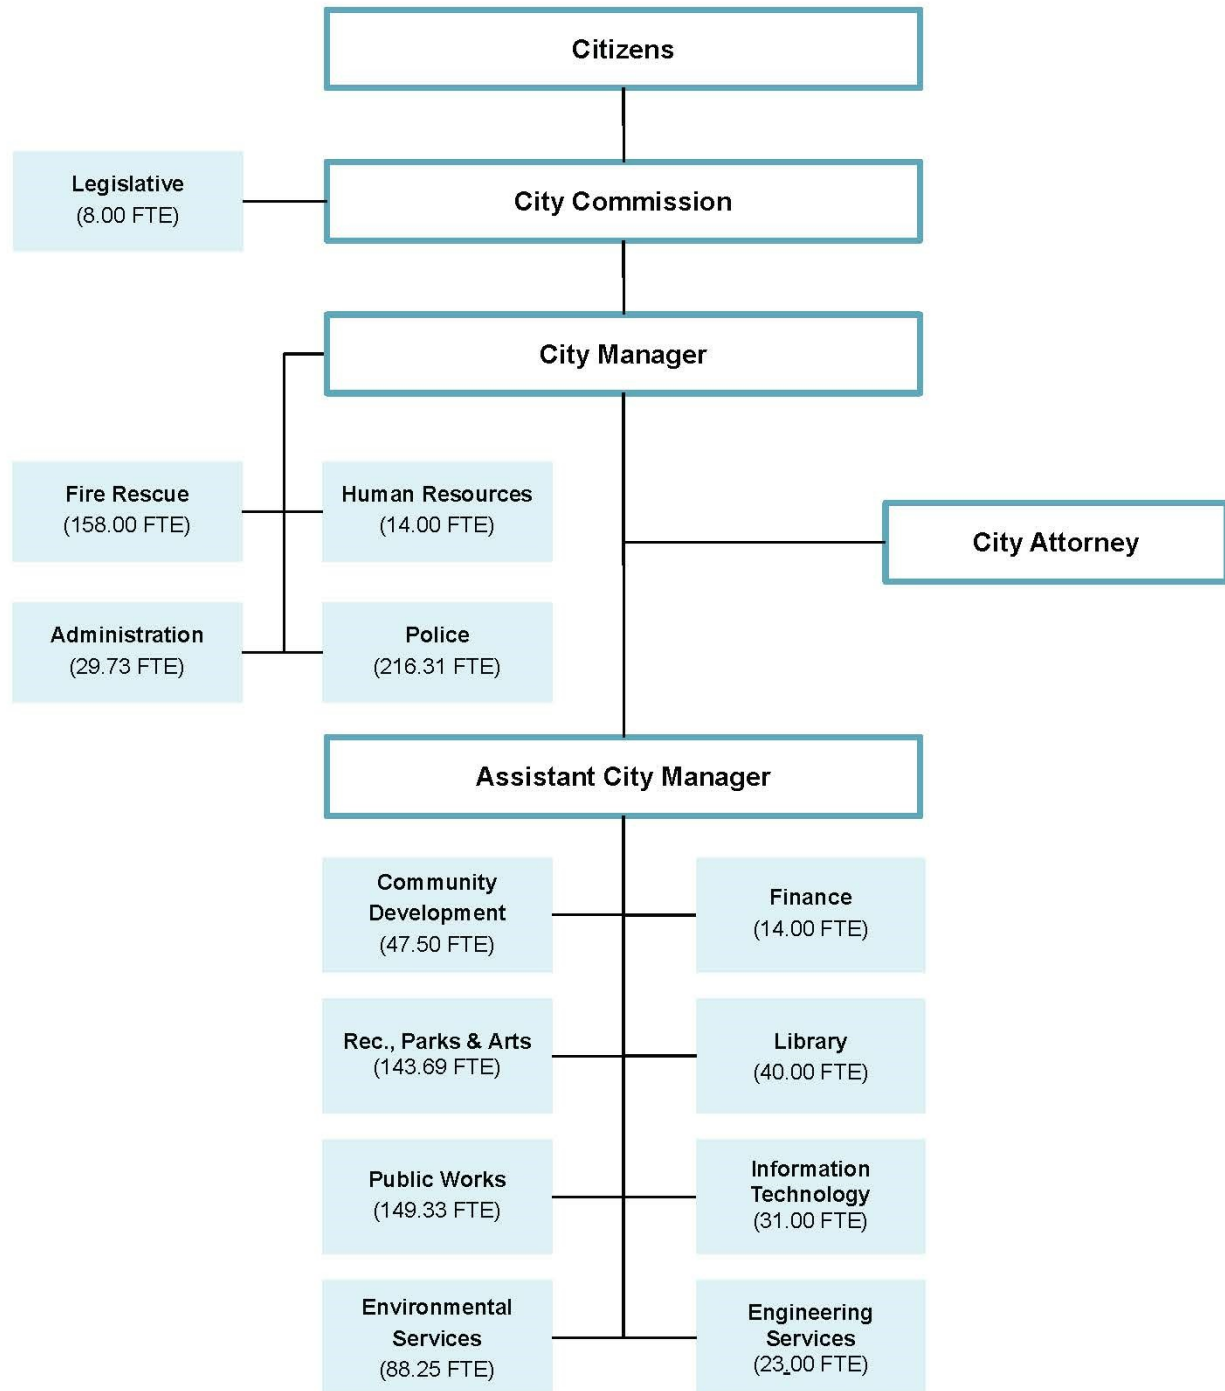 Citizens
Legislative
(8.00 FTE)
City Commission
City Manager
Fire Rescue
(158.00 FTE)
Human Resources
(14.00 FTE)
City Attorney
Administration
(29.73 FTE)
Police
(216.31 FTE)
Assistant City Manager
Community
Development
(47.50 FTE)
Finance
(14.00 FTE)
Rec., Parks & Arts
(143.69 FTE)
Library
(40.00 FTE)
Public Works
(149.33 FTE)
Information
Technology
(31.00 FTE)
Environmental
Services
(88.25 FTE)
Engineering
Services
(23.00 FTE)